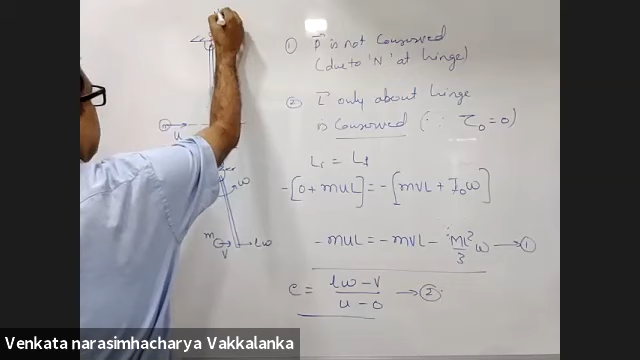 ① P⃗ is not Conserved
(due to 'N' at hinge)
② L⃗ only about hinge
is Conserved (∵ τ₀ = 0)
Lᵢ = L_f
-[0 + muL] = -[mvL + I₀ω]
-muL = -mvL - ML²/3 ω → ①
e = (lω - v)/(u - 0) → ②
m
u
ω
m
v
lω
Venkata narasimhacharya Vakkalanka